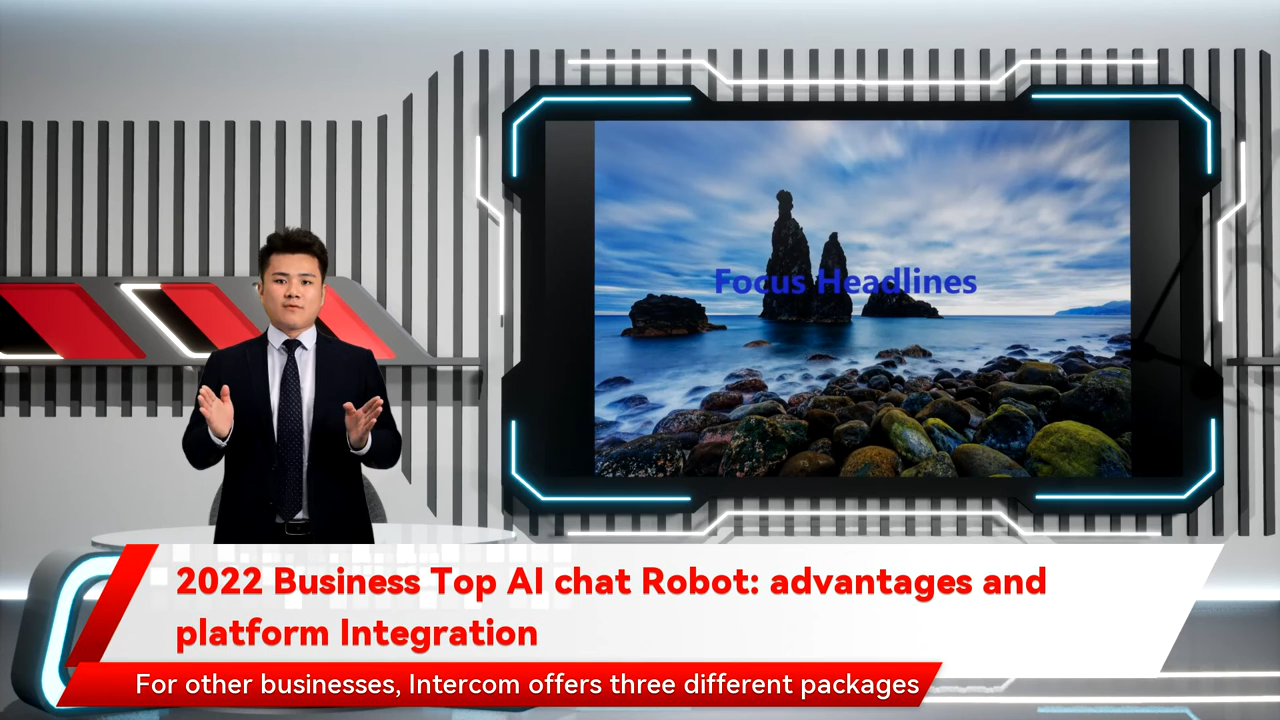 Focus Headlines
2022 Business Top AI chat Robot: advantages and
platform Integration
For other businesses, Intercom offers three different packages